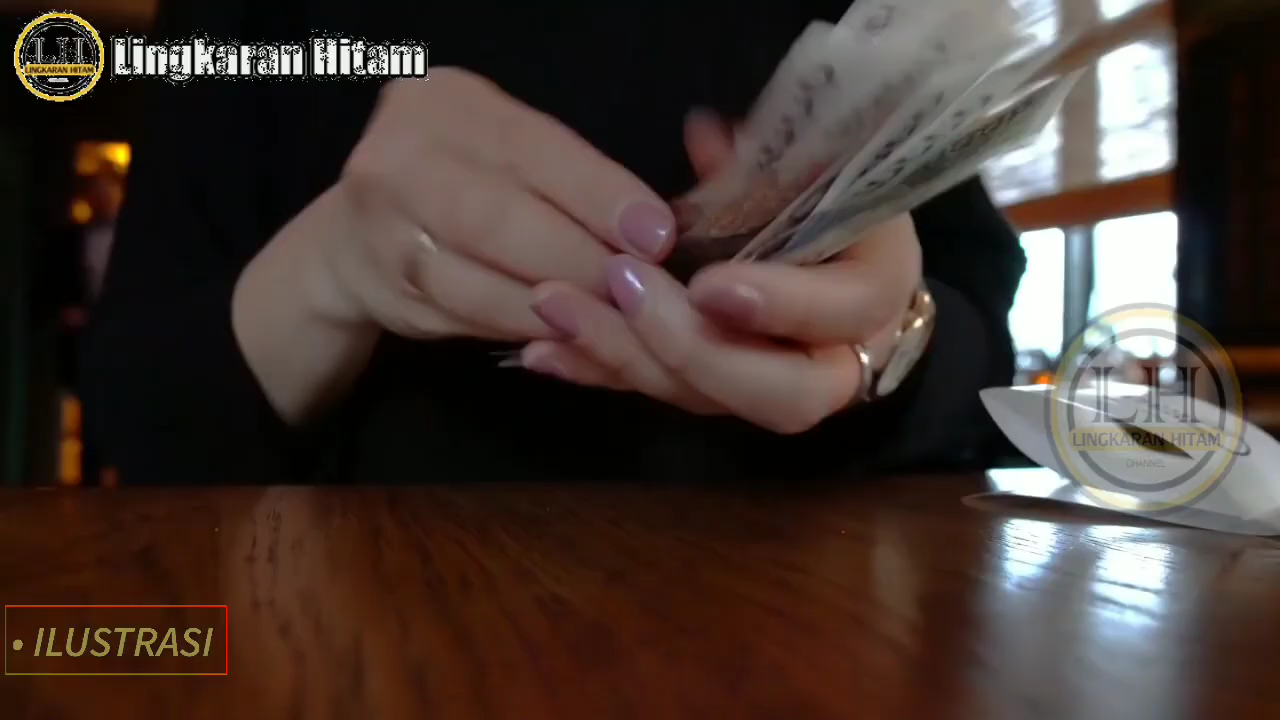 LH
LINGKARAN HITAM
Lingkaran Hitam
LH
LINGKARAN HITAM
CHANNEL
• ILUSTRASI